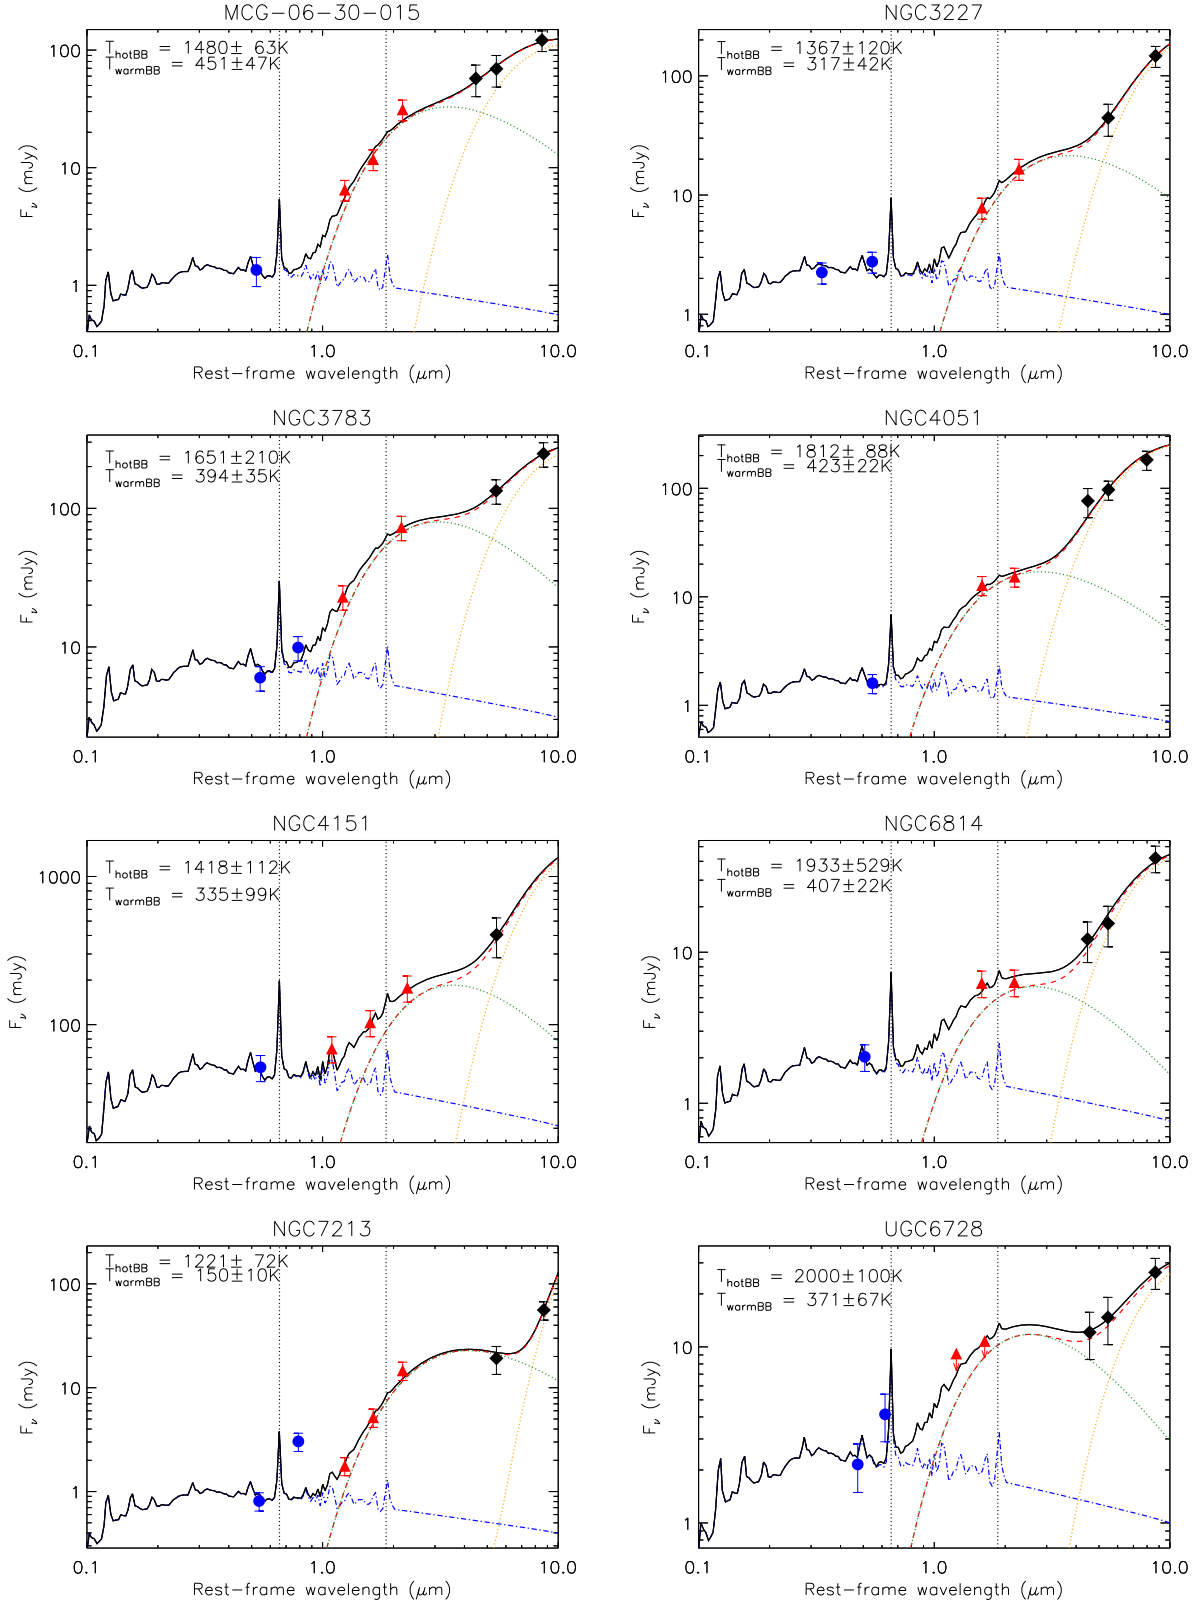 MCG-06-30-015
T_hotBB = 1480± 63K
T_warmBB = 451±47K
100
10
1
F_ν (mJy)
0.1 1.0 10.0
Rest-frame wavelength (μm)
NGC3227
T_hotBB = 1367±120K
T_warmBB = 317±42K
100
10
1
F_ν (mJy)
0.1 1.0 10.0
Rest-frame wavelength (μm)
NGC3783
T_hotBB = 1651±210K
T_warmBB = 394±35K
100
10
F_ν (mJy)
0.1 1.0 10.0
Rest-frame wavelength (μm)
NGC4051
T_hotBB = 1812± 88K
T_warmBB = 423±22K
100
10
1
F_ν (mJy)
0.1 1.0 10.0
Rest-frame wavelength (μm)
NGC4151
T_hotBB = 1418±112K
T_warmBB = 335±99K
1000
100
F_ν (mJy)
0.1 1.0 10.0
Rest-frame wavelength (μm)
NGC6814
T_hotBB = 1933±529K
T_warmBB = 407±22K
10
1
F_ν (mJy)
0.1 1.0 10.0
Rest-frame wavelength (μm)
NGC7213
T_hotBB = 1221± 72K
T_warmBB = 150±10K
100
10
1
F_ν (mJy)
0.1 1.0 10.0
Rest-frame wavelength (μm)
UGC6728
T_hotBB = 2000±100K
T_warmBB = 371±67K
10
1
F_ν (mJy)
0.1 1.0 10.0
Rest-frame wavelength (μm)